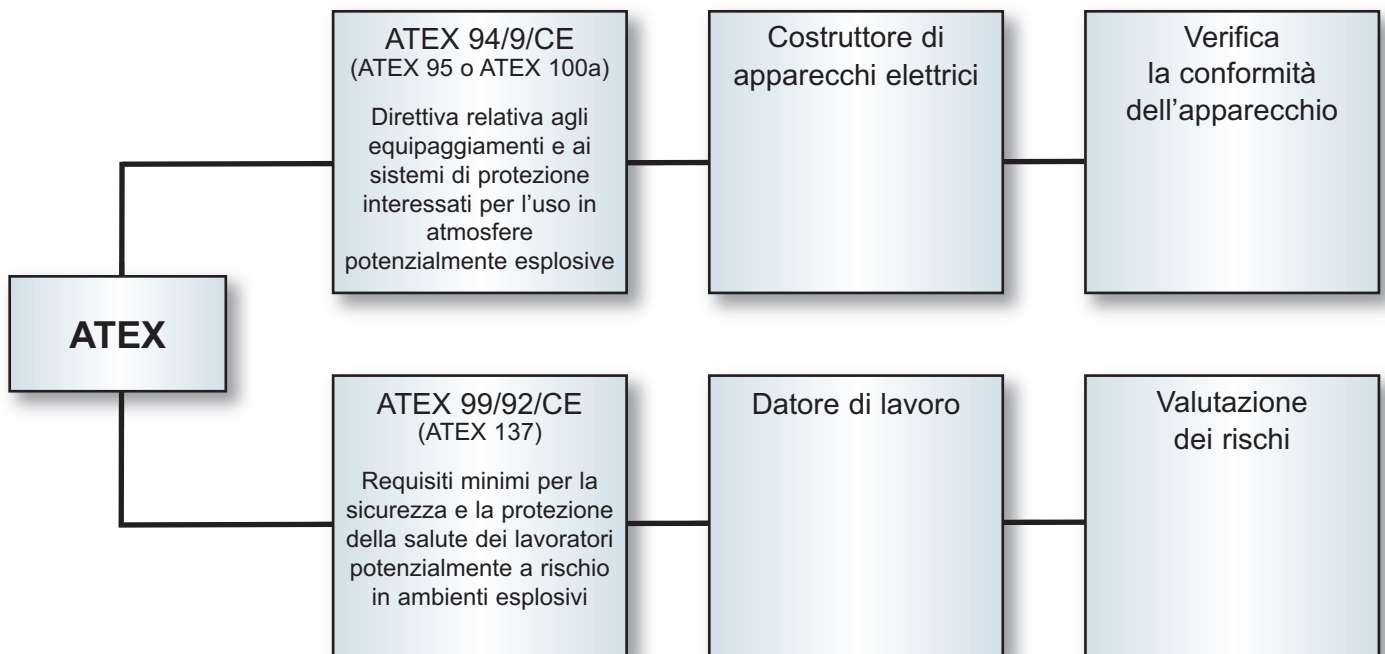 ATEX
ATEX 94/9/CE
(ATEX 95 o ATEX 100a)
Direttiva relativa agli
equipaggiamenti e ai
sistemi di protezione
interessati per l'uso in
atmosfere
potenzialmente esplosive
Costruttore di
apparecchi elettrici
Verifica
la conformità
dell'apparecchio
ATEX 99/92/CE
(ATEX 137)
Requisiti minimi per la
sicurezza e la protezione
della salute dei lavoratori
potenzialmente a rischio
in ambienti esplosivi
Datore di lavoro
Valutazione
dei rischi